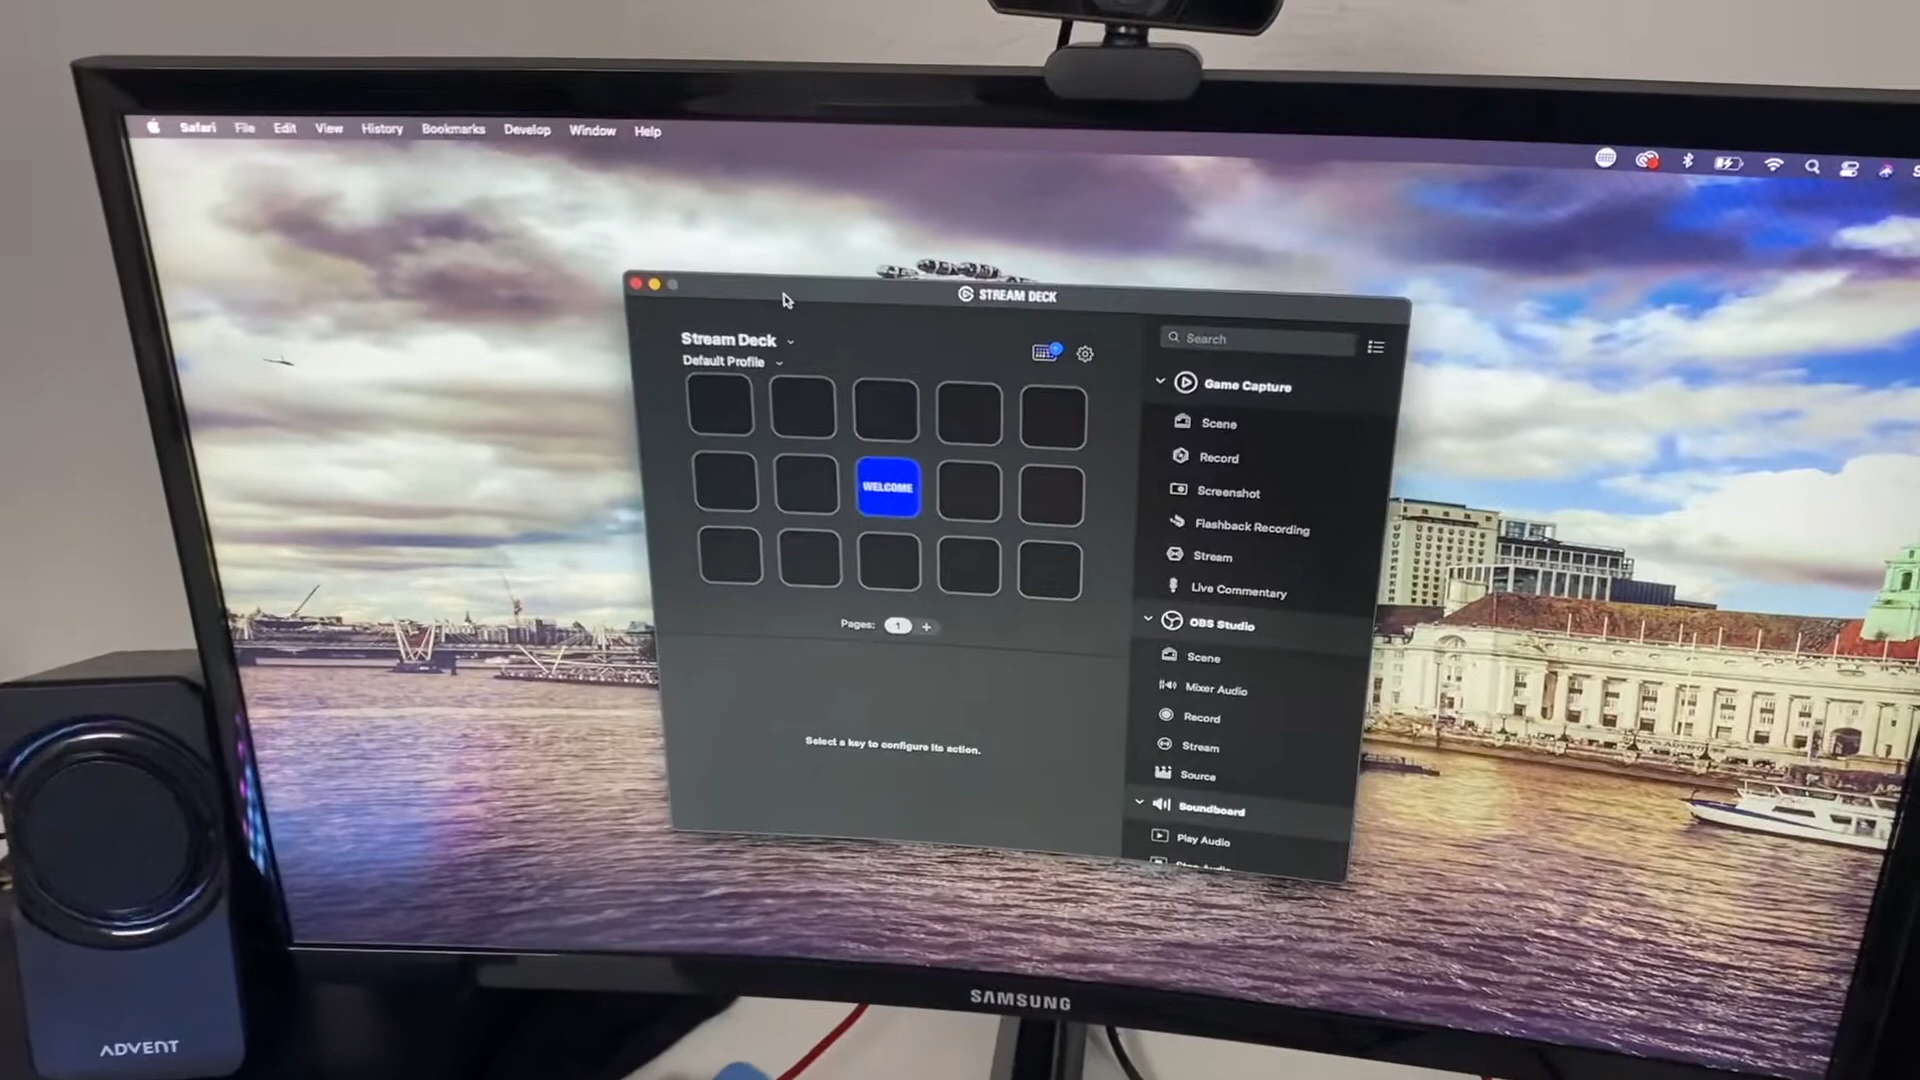 Safari File Edit View History Bookmarks Develop Window Help
STREAM DECK
Stream Deck
Default Profile
WELCOME
Pages: 1 +
Select a key to configure its action.
Search
Game Capture
Scene
Record
Screenshot
Flashback Recording
Stream
Live Commentary
OBS Studio
Scene
Mixer Audio
Record
Stream
Source
Soundboard
Play Audio
SAMSUNG
ADVENT